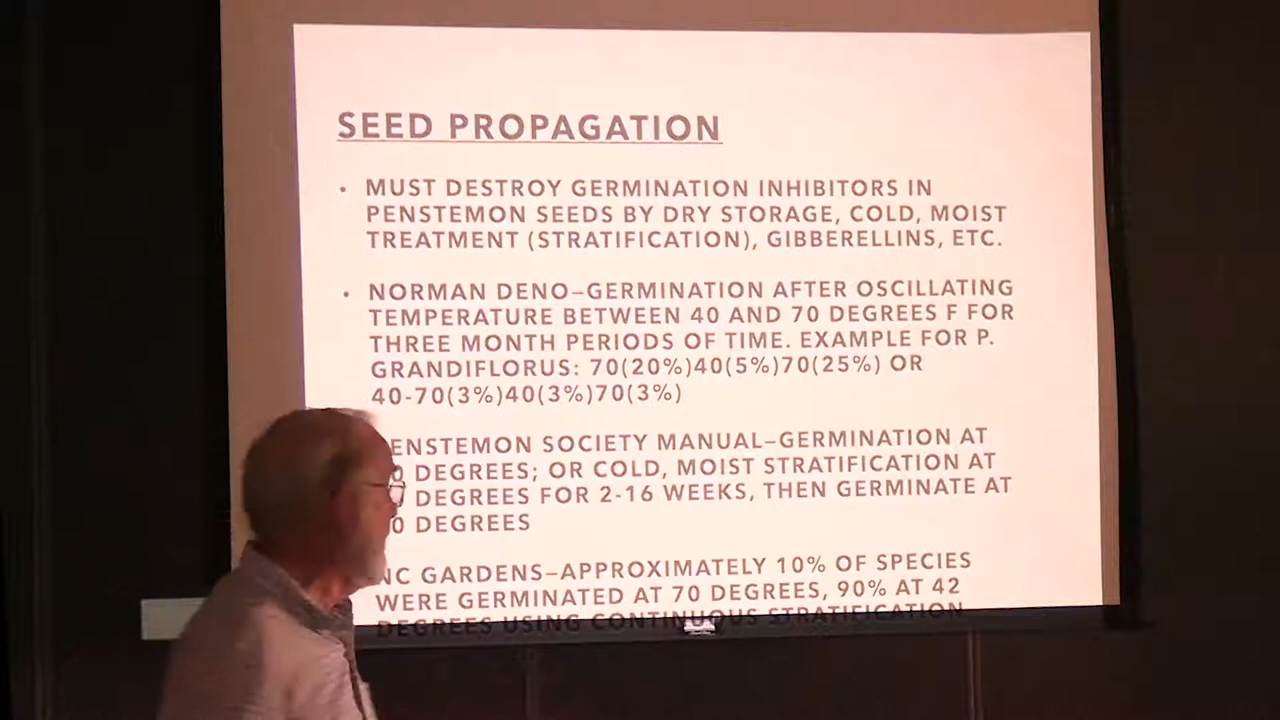 SEED PROPAGATION
• MUST DESTROY GERMINATION INHIBITORS IN
PENSTEMON SEEDS BY DRY STORAGE, COLD, MOIST
TREATMENT (STRATIFICATION), GIBBERELLINS, ETC.
• NORMAN DENO–GERMINATION AFTER OSCILLATING
TEMPERATURE BETWEEN 40 AND 70 DEGREES F FOR
THREE MONTH PERIODS OF TIME. EXAMPLE FOR P.
GRANDIFLORUS: 70(20%)40(5%)70(25%) OR
40-70(3%)40(3%)70(3%)
ENSTEMON SOCIETY MANUAL–GERMINATION AT
0 DEGREES; OR COLD, MOIST STRATIFICATION AT
DEGREES FOR 2-16 WEEKS, THEN GERMINATE AT
0 DEGREES
NC GARDENS–APPROXIMATELY 10% OF SPECIES
WERE GERMINATED AT 70 DEGREES, 90% AT 42
DEGREES USING CONTINUOUS STRATIFICATION